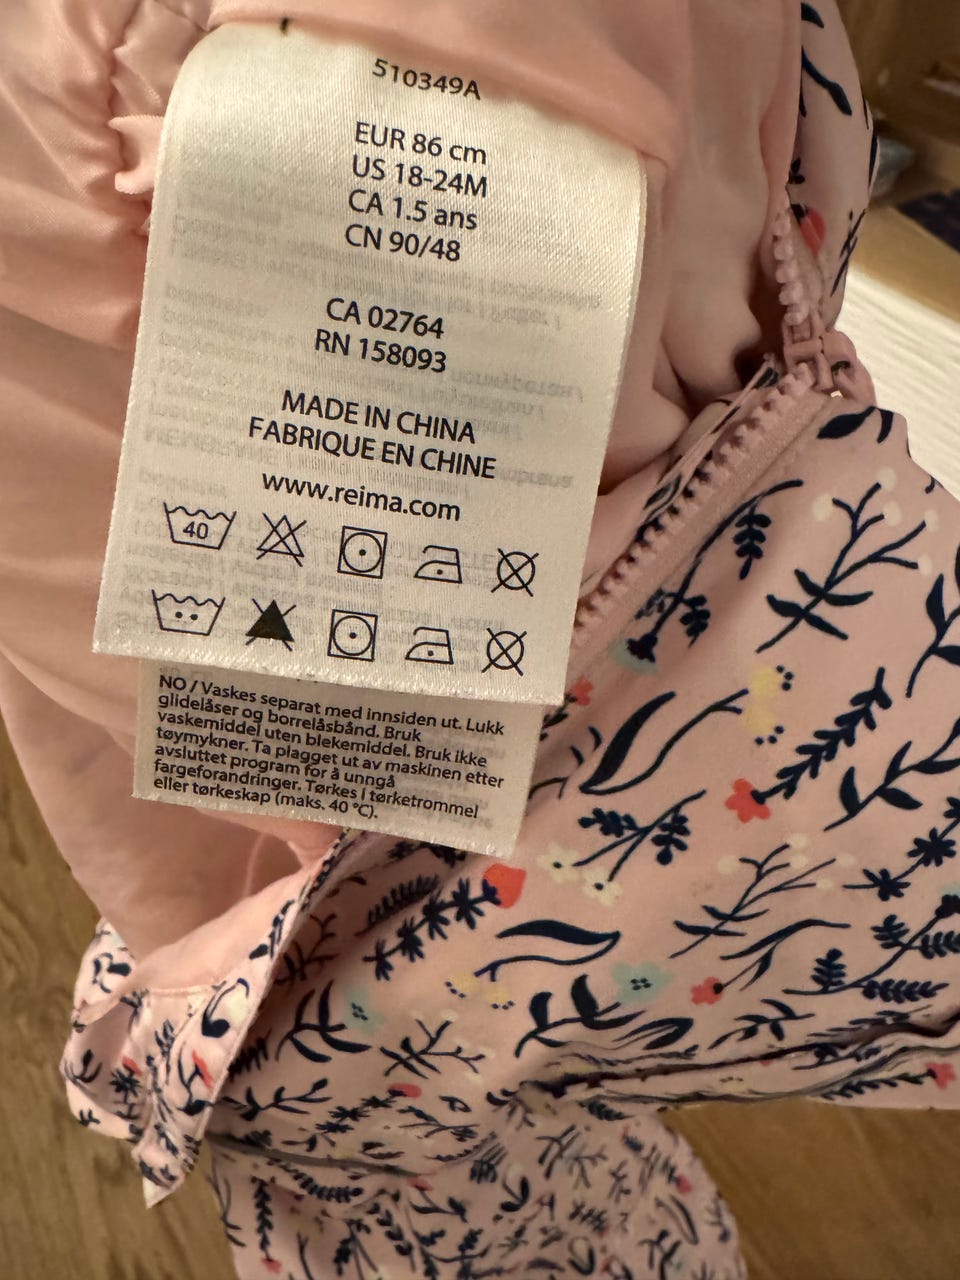 510349A
EUR 86 cm
US 18-24M
CA 1.5 ans
CN 90/48
CA 02764
RN 158093
MADE IN CHINA
FABRIQUE EN CHINE
www.reima.com
40
NO / Vaskes separat med innsiden ut. Lukk
glidelåser og borrelåsbånd. Bruk
vaskemiddel uten blekemiddel. Bruk ikke
tøymykner. Ta plagget ut av maskinen etter
avsluttet program for å unngå
fargeforandringer. Tørkes I tørketrommel
eller tørkeskap (maks. 40 °C).